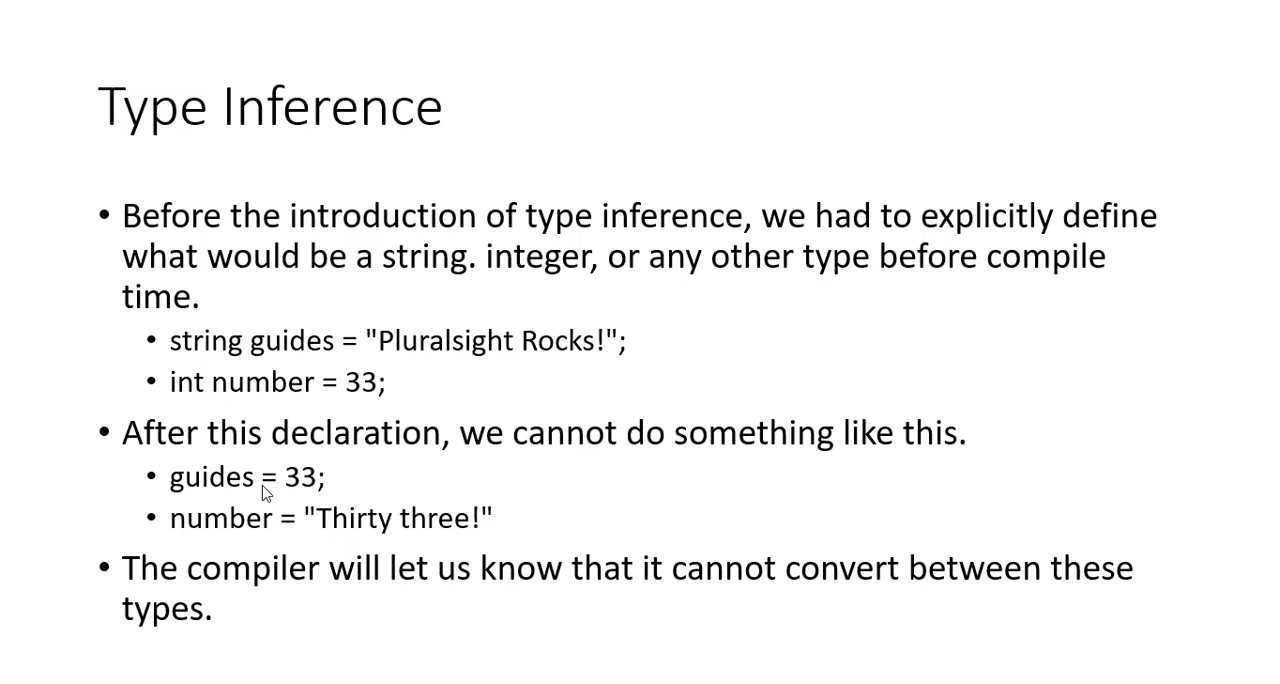 Type Inference
• Before the introduction of type inference, we had to explicitly define
what would be a string. integer, or any other type before compile
time.
• string guides = "Pluralsight Rocks!";
• int number = 33;
• After this declaration, we cannot do something like this.
• guides = 33;
• number = "Thirty three!"
• The compiler will let us know that it cannot convert between these
types.